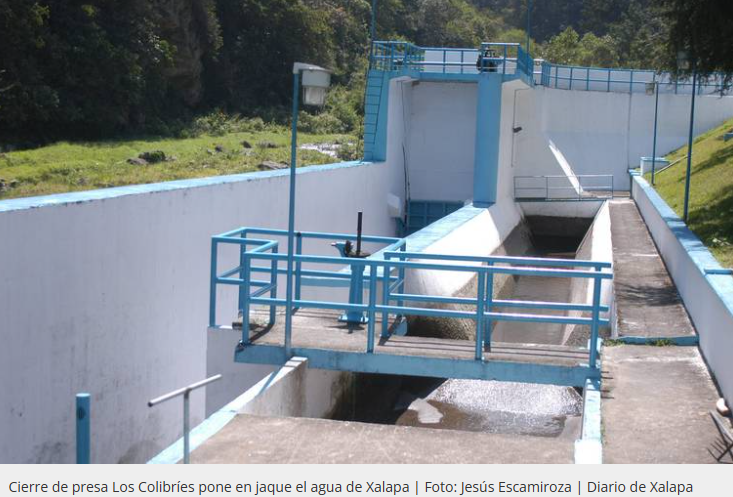 Cierre de presa Los Colibríes pone en jaque el agua de Xalapa | Foto: Jesús Escamiroza | Diario de Xalapa